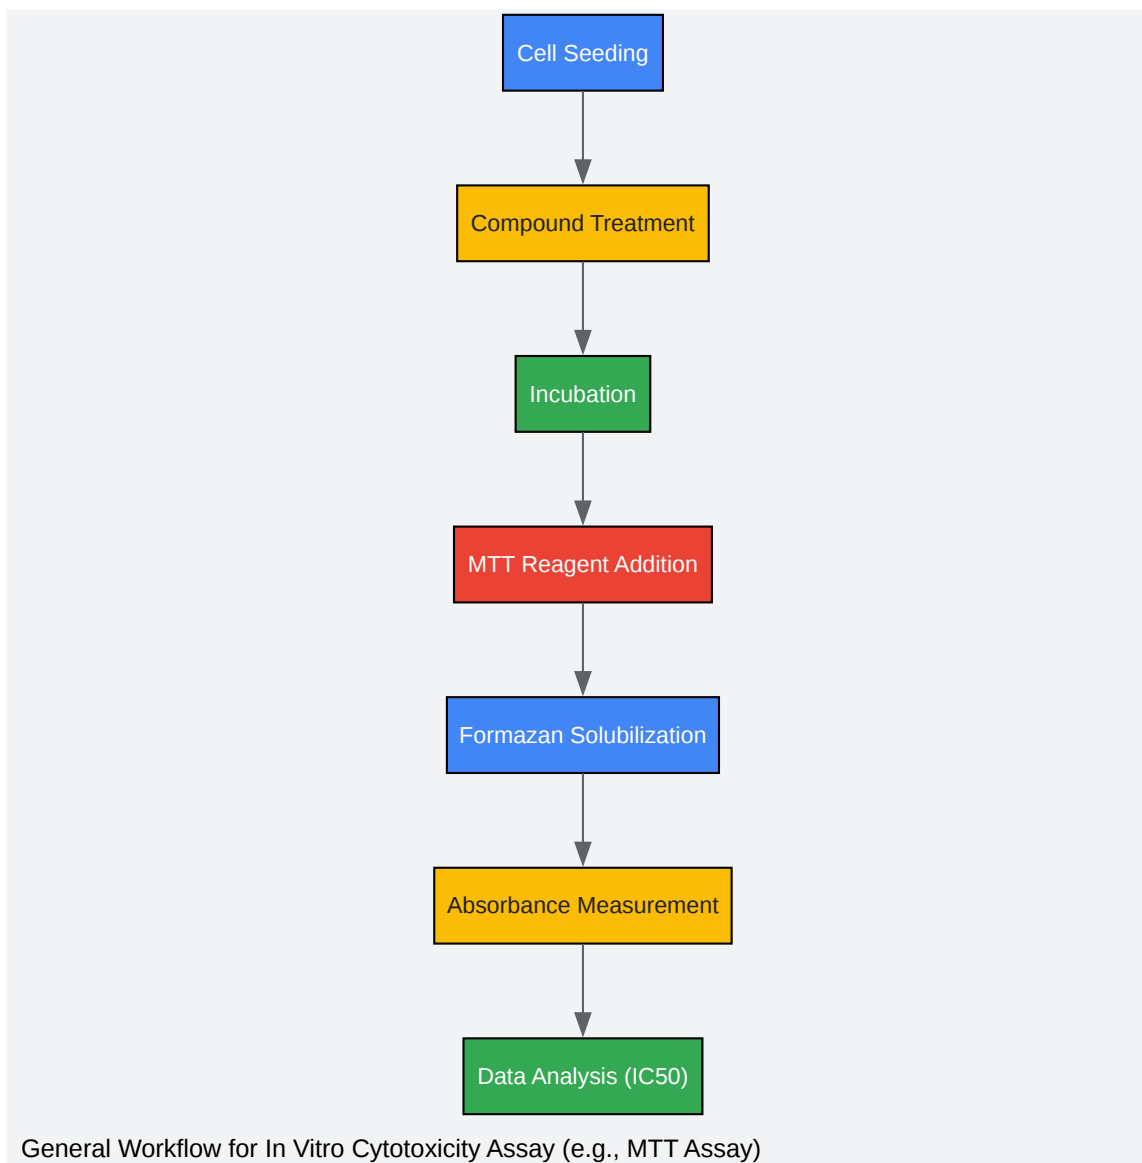 Cell Seeding
Compound Treatment
Incubation
MTT Reagent Addition
Formazan Solubilization
Absorbance Measurement
Data Analysis (IC50)
General Workflow for In Vitro Cytotoxicity Assay (e.g., MTT Assay)